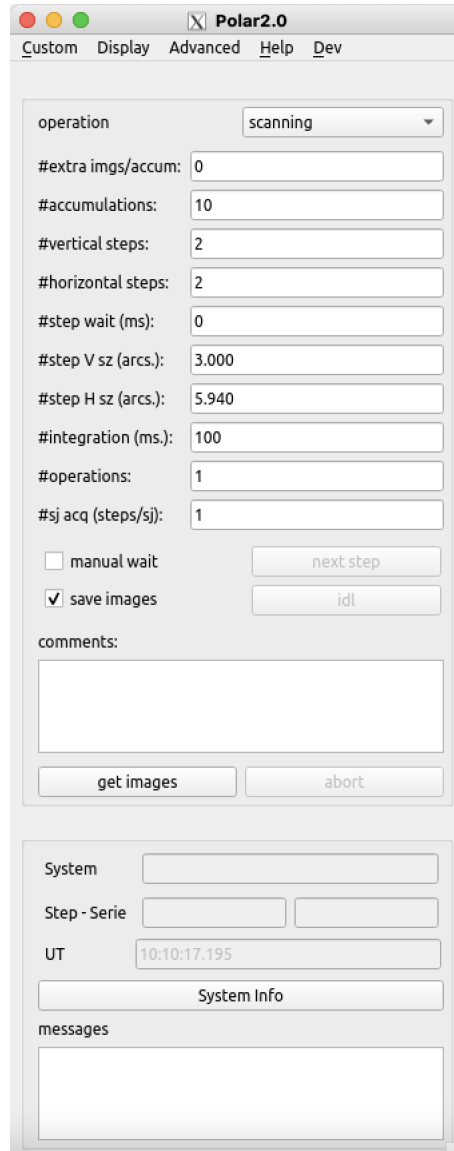 X Polar2.0
Custom Display Advanced Help Dev
operation scanning
#extra imgs/accum: 0
#accumulations: 10
#vertical steps: 2
#horizontal steps: 2
#step wait (ms): 0
#step V sz (arcs.): 3.000
#step H sz (arcs.): 5.940
#integration (ms.): 100
#operations: 1
#sj acq (steps/sj): 1
manual wait next step
save images idl
comments:
get images abort
System
Step - Serie
UT 10:10:17.195
System Info
messages